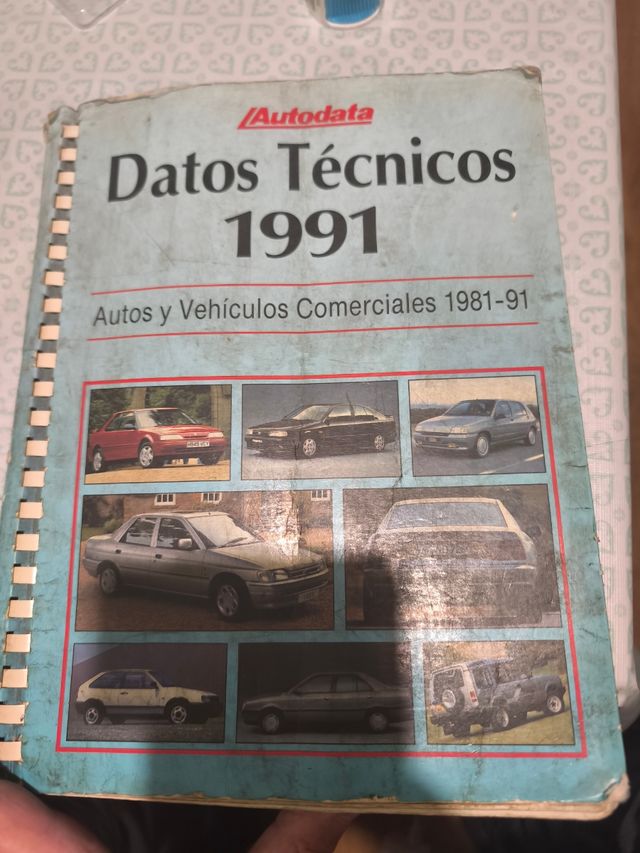 Autodata
Datos Técnicos
1991
Autos y Vehículos Comerciales 1981-91